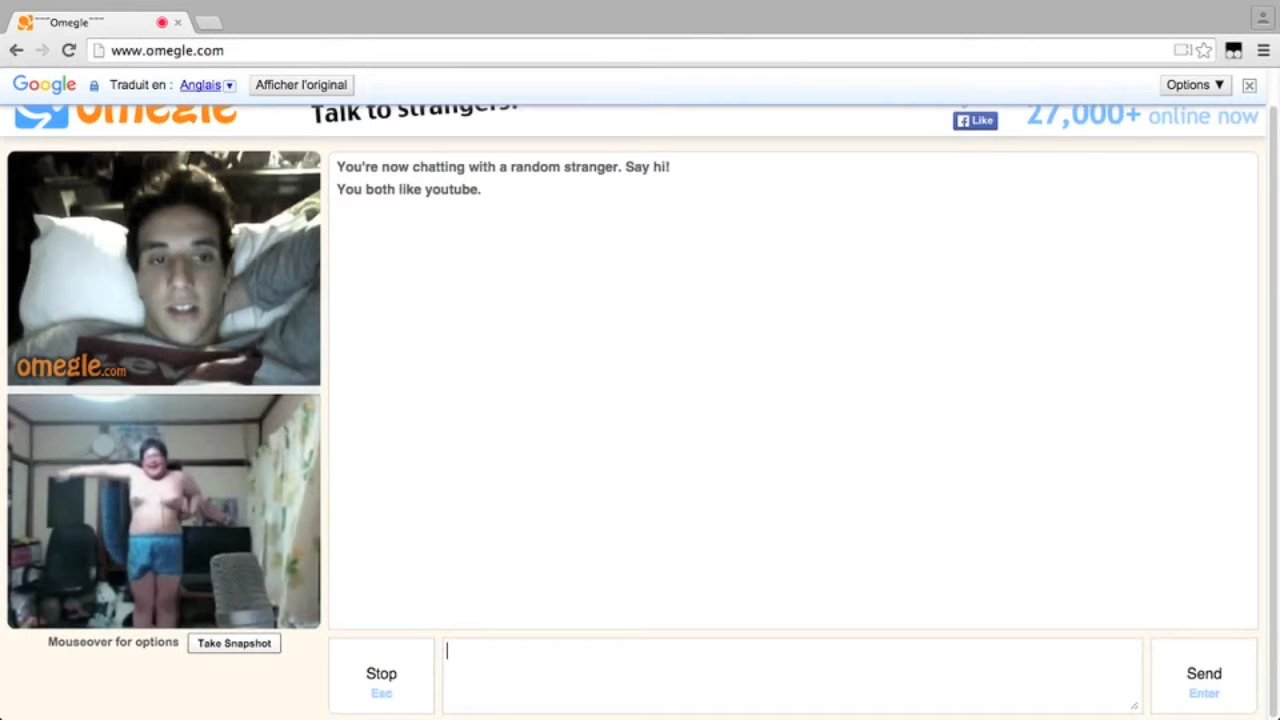 Omegle
www.omegle.com
Google Traduit en : Anglais Afficher l'original Options
omegle Talk to strangers! Like 27,000+ online now
You're now chatting with a random stranger. Say hi!
You both like youtube.
omegle.com
Mouseover for options Take Snapshot
Stop
Esc
Send
Enter